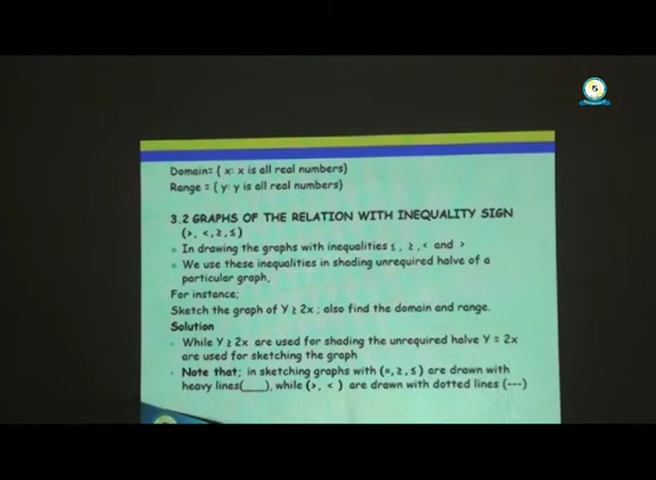 Domain= { x: x is all real numbers}
Range = { y: y is all real numbers}
3.2 GRAPHS OF THE RELATION WITH INEQUALITY SIGN
(>, <, ≥, ≤)
In drawing the graphs with inequalities ≤ , ≥ , < and >
We use these inequalities in shading unrequired halve of a
particular graph,
For instance;
Sketch the graph of Y ≥ 2x ; also find the domain and range.
Solution
While Y ≥ 2x are used for shading the unrequired halve Y = 2x
are used for sketching the graph
Note that; in sketching graphs with (=, ≥, ≤) are drawn with
heavy lines(___), while (>, < ) are drawn with dotted lines (---)